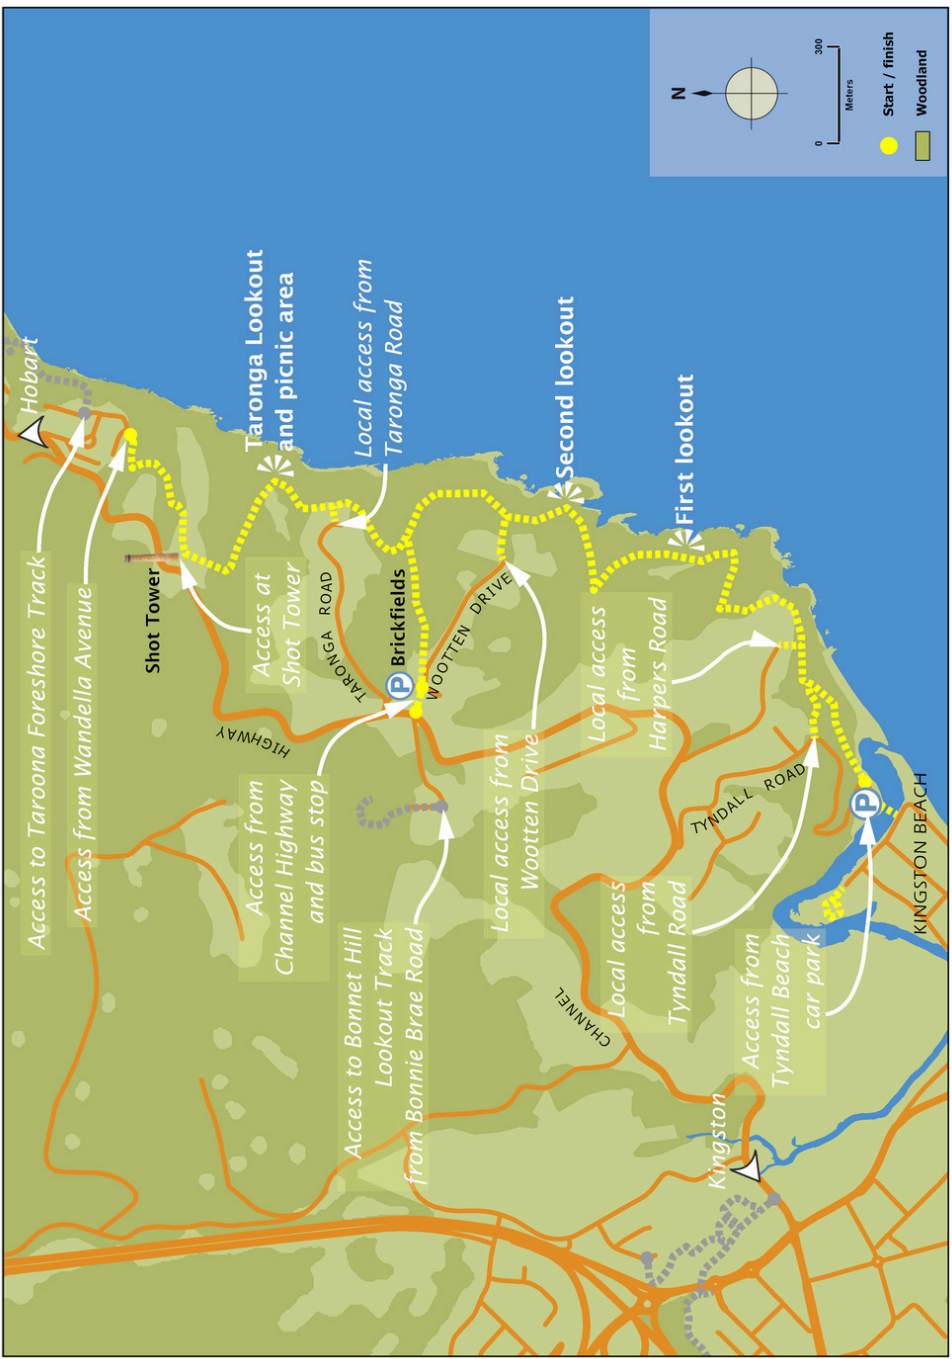 Hobart
Access to Taroona Foreshore Track
Access from Wandella Avenue
Shot Tower
Taronga Lookout
and picnic area
Access at
Shot Tower
Local access from
Taronga Road
TARONGA ROAD
HIGHWAY
Brickfields
P
WOOTTEN DRIVE
Access from
Channel Highway
and bus stop
Access to Bonnet Hill
Lookout Track
from Bonnie Brae Road
Local access from
Wootten Drive
Second lookout
First lookout
Local access
from
Harpers Road
CHANNEL
Local access
from
Tyndall Road
TYNDALL ROAD
Access from
Tyndall Beach
car park
P
KINGSTON BEACH
Kingston
N
0 300
Meters
Start / finish
Woodland